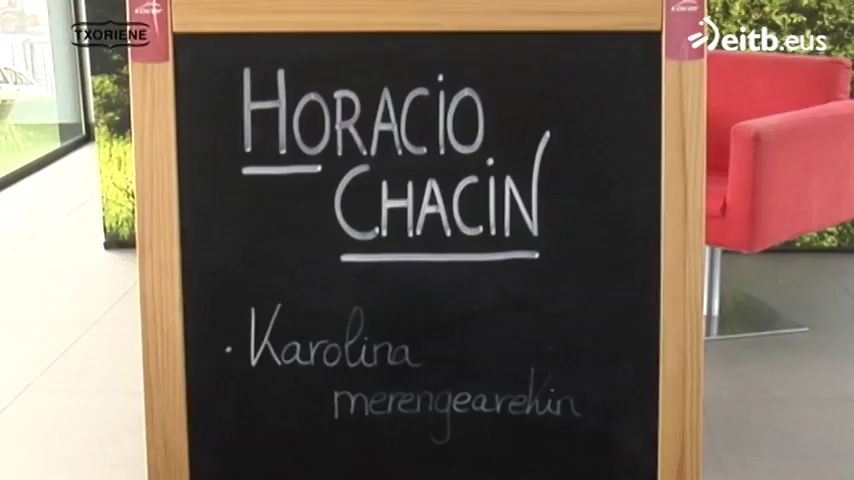 TXORIENE
eitb.eus
HORACIO
CHACIN
· Karolina
merengearekin